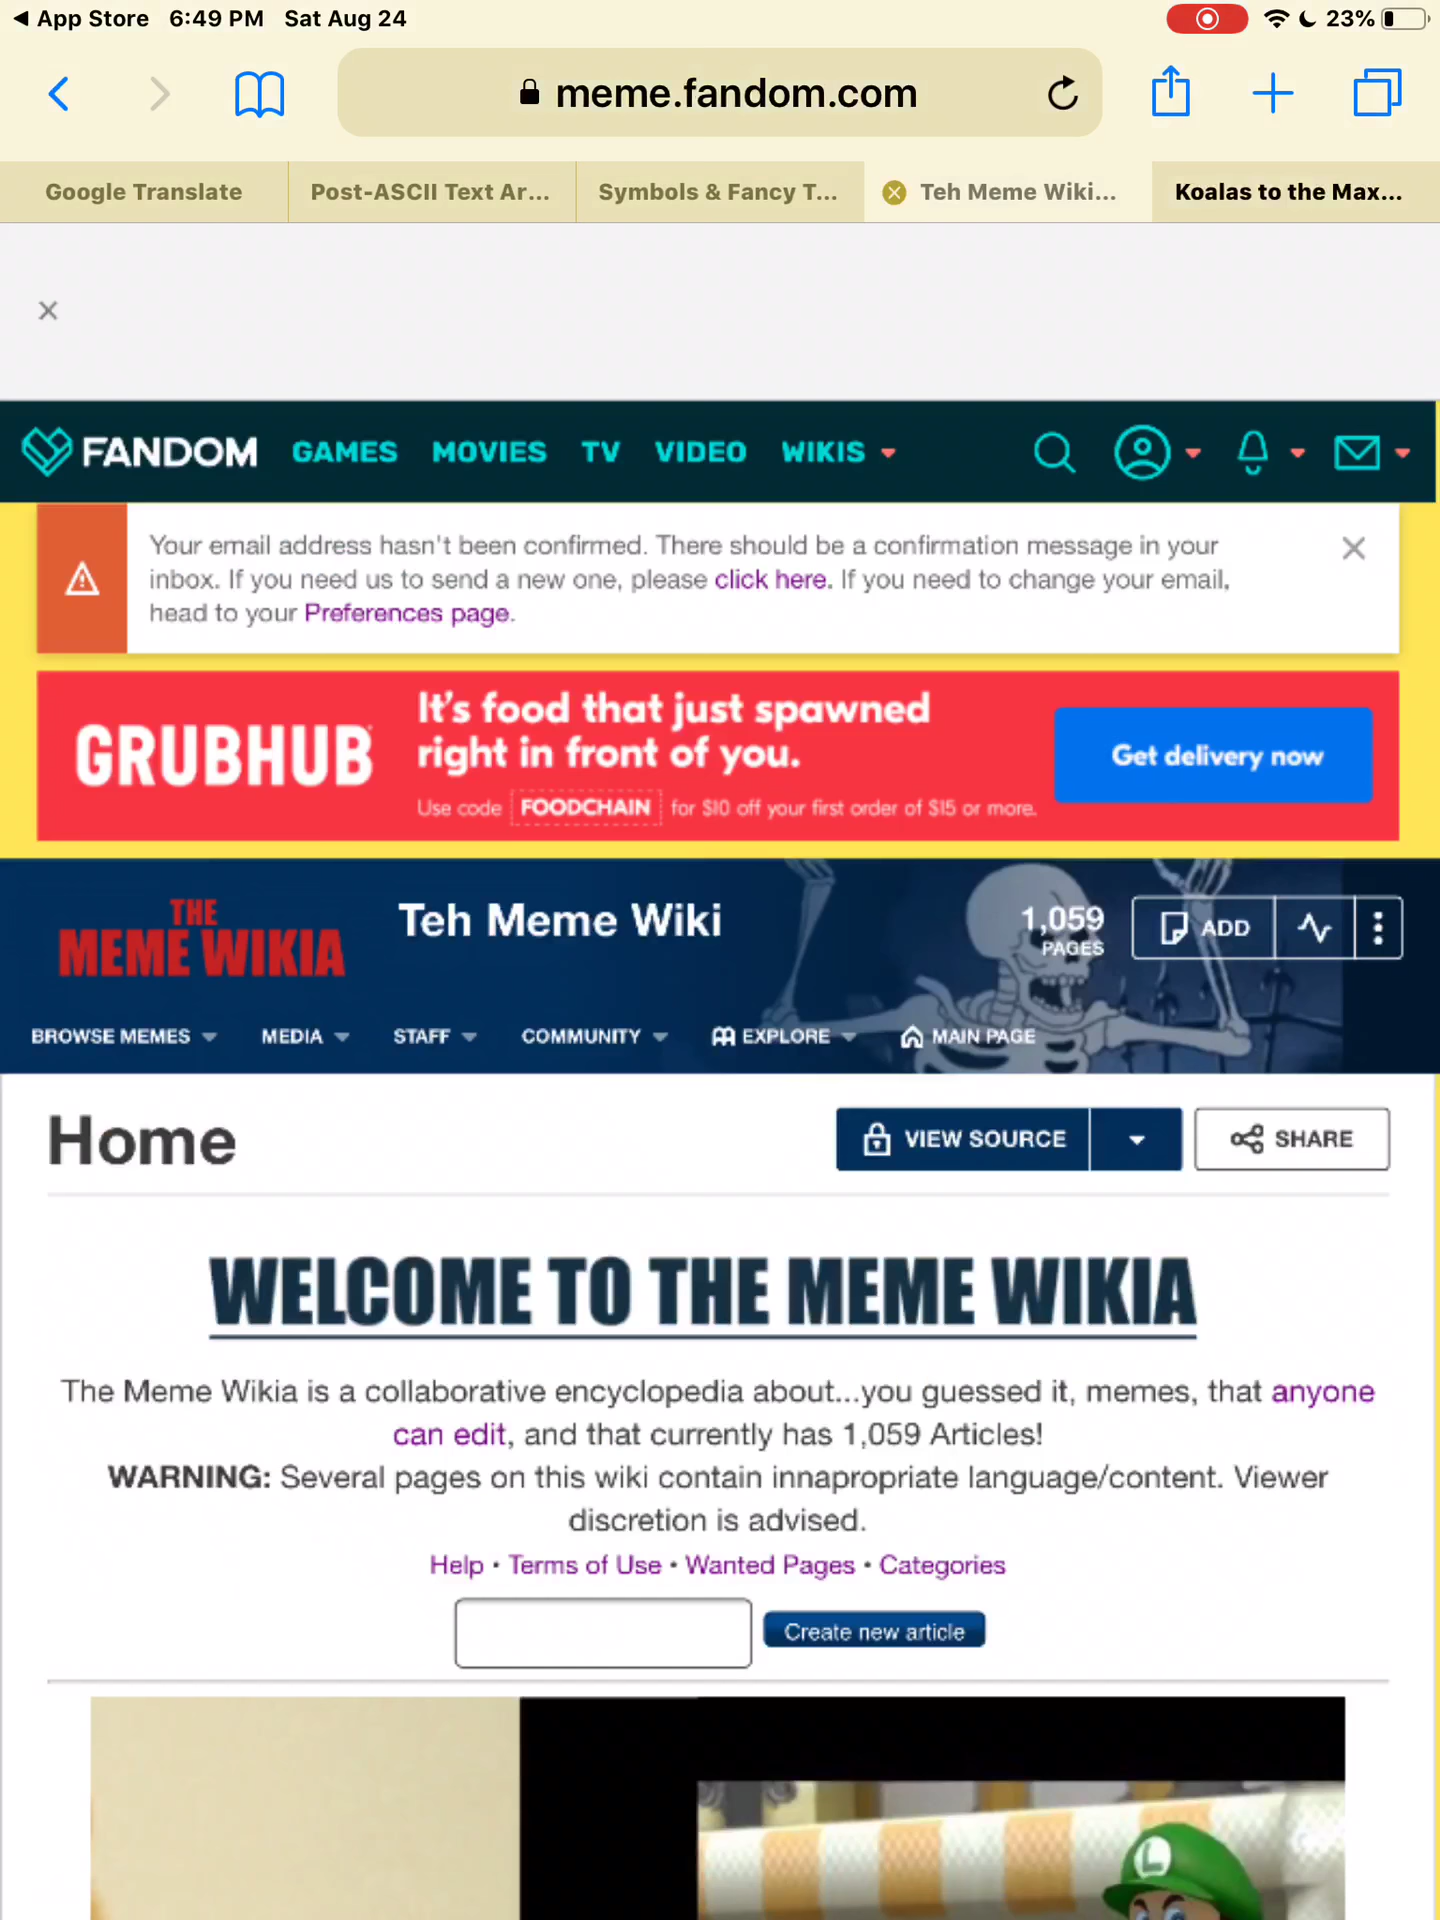 App Store 6:49 PM Sat Aug 24 23%
meme.fandom.com
Google Translate Post-ASCII Text Ar... Symbols & Fancy T... Teh Meme Wiki... Koalas to the Max...
FANDOM GAMES MOVIES TV VIDEO WIKIS
Your email address hasn't been confirmed. There should be a confirmation message in your
inbox. If you need us to send a new one, please click here. If you need to change your email,
head to your Preferences page.
GRUBHUB
It's food that just spawned
right in front of you.
Use code FOODCHAIN for $10 off your first order of $15 or more.
Get delivery now
THE
MEME WIKIA
Teh Meme Wiki
1,059
PAGES
ADD
BROWSE MEMES MEDIA STAFF COMMUNITY EXPLORE MAIN PAGE
Home
VIEW SOURCE
SHARE
WELCOME TO THE MEME WIKIA
The Meme Wikia is a collaborative encyclopedia about...you guessed it, memes, that anyone
can edit, and that currently has 1,059 Articles!
WARNING: Several pages on this wiki contain innapropriate language/content. Viewer
discretion is advised.
Help • Terms of Use • Wanted Pages • Categories
Create new article
L